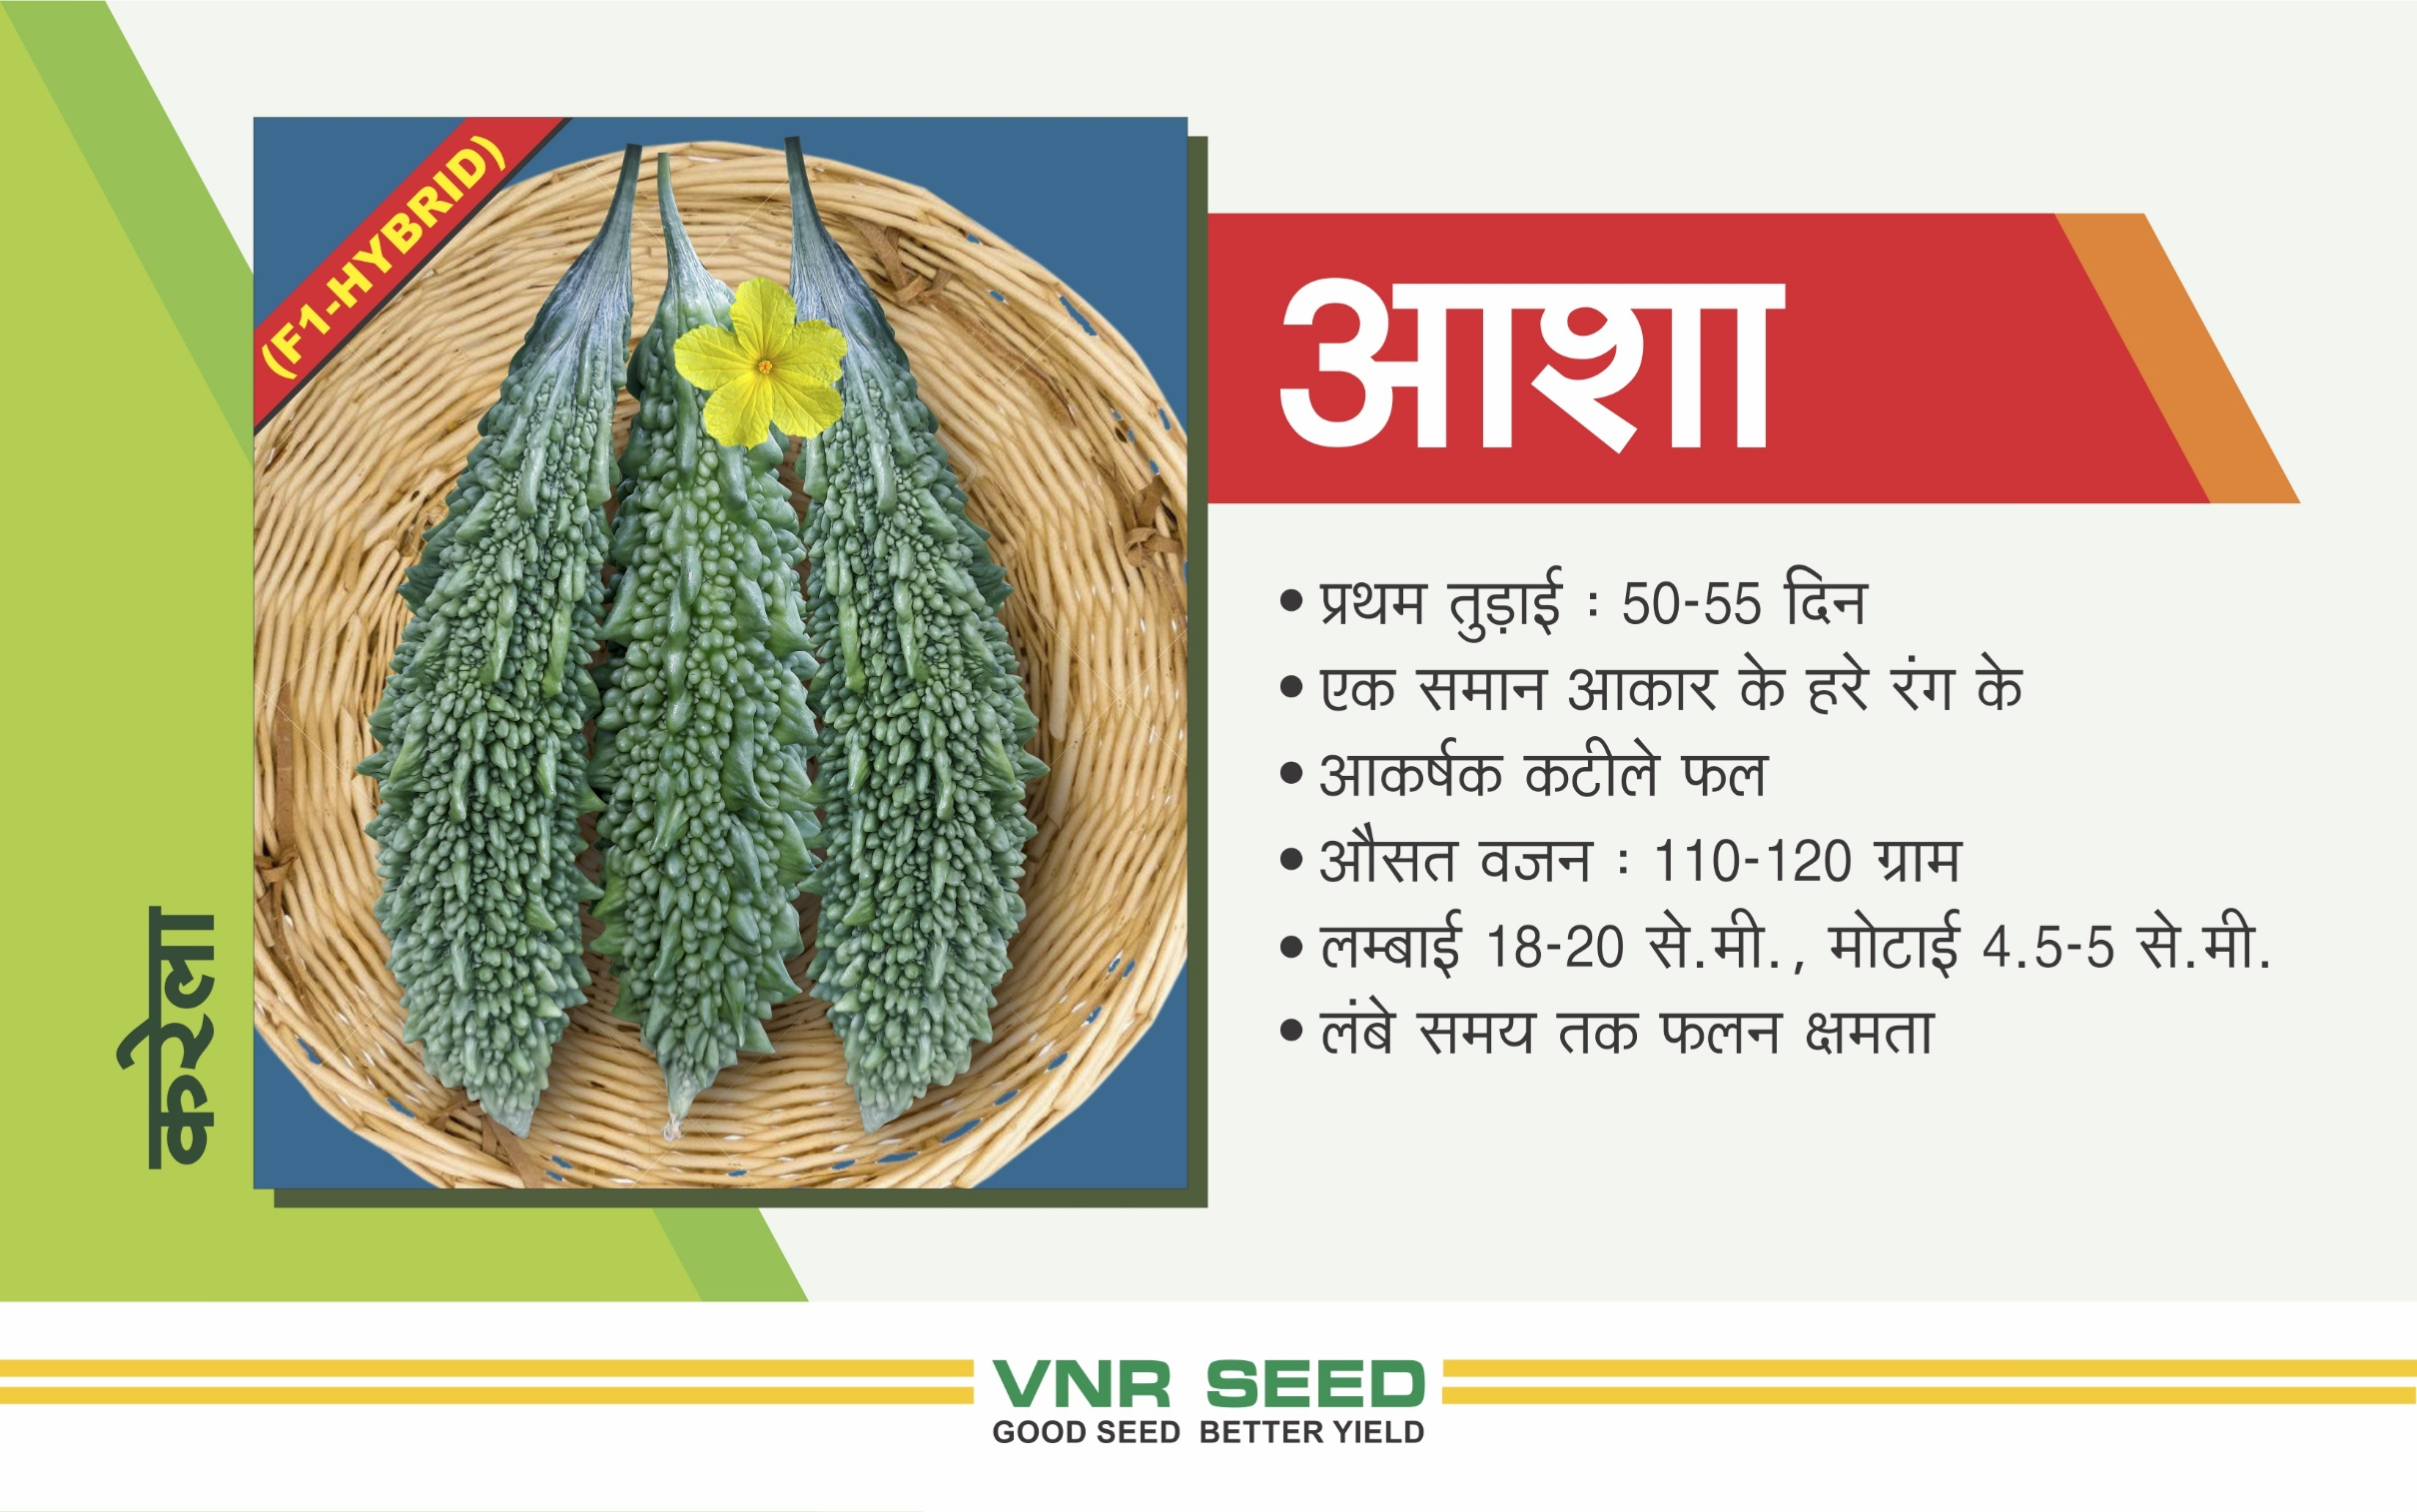 (F1-HYBRID)
करेला
आशा
• प्रथम तुड़ाई : 50-55 दिन
• एक समान आकार के हरे रंग के
• आकर्षक कटीले फल
• औसत वजन : 110-120 ग्राम
• लम्बाई 18-20 से.मी., मोटाई 4.5-5 से.मी.
• लंबे समय तक फलन क्षमता
VNR SEED
GOOD SEED BETTER YIELD